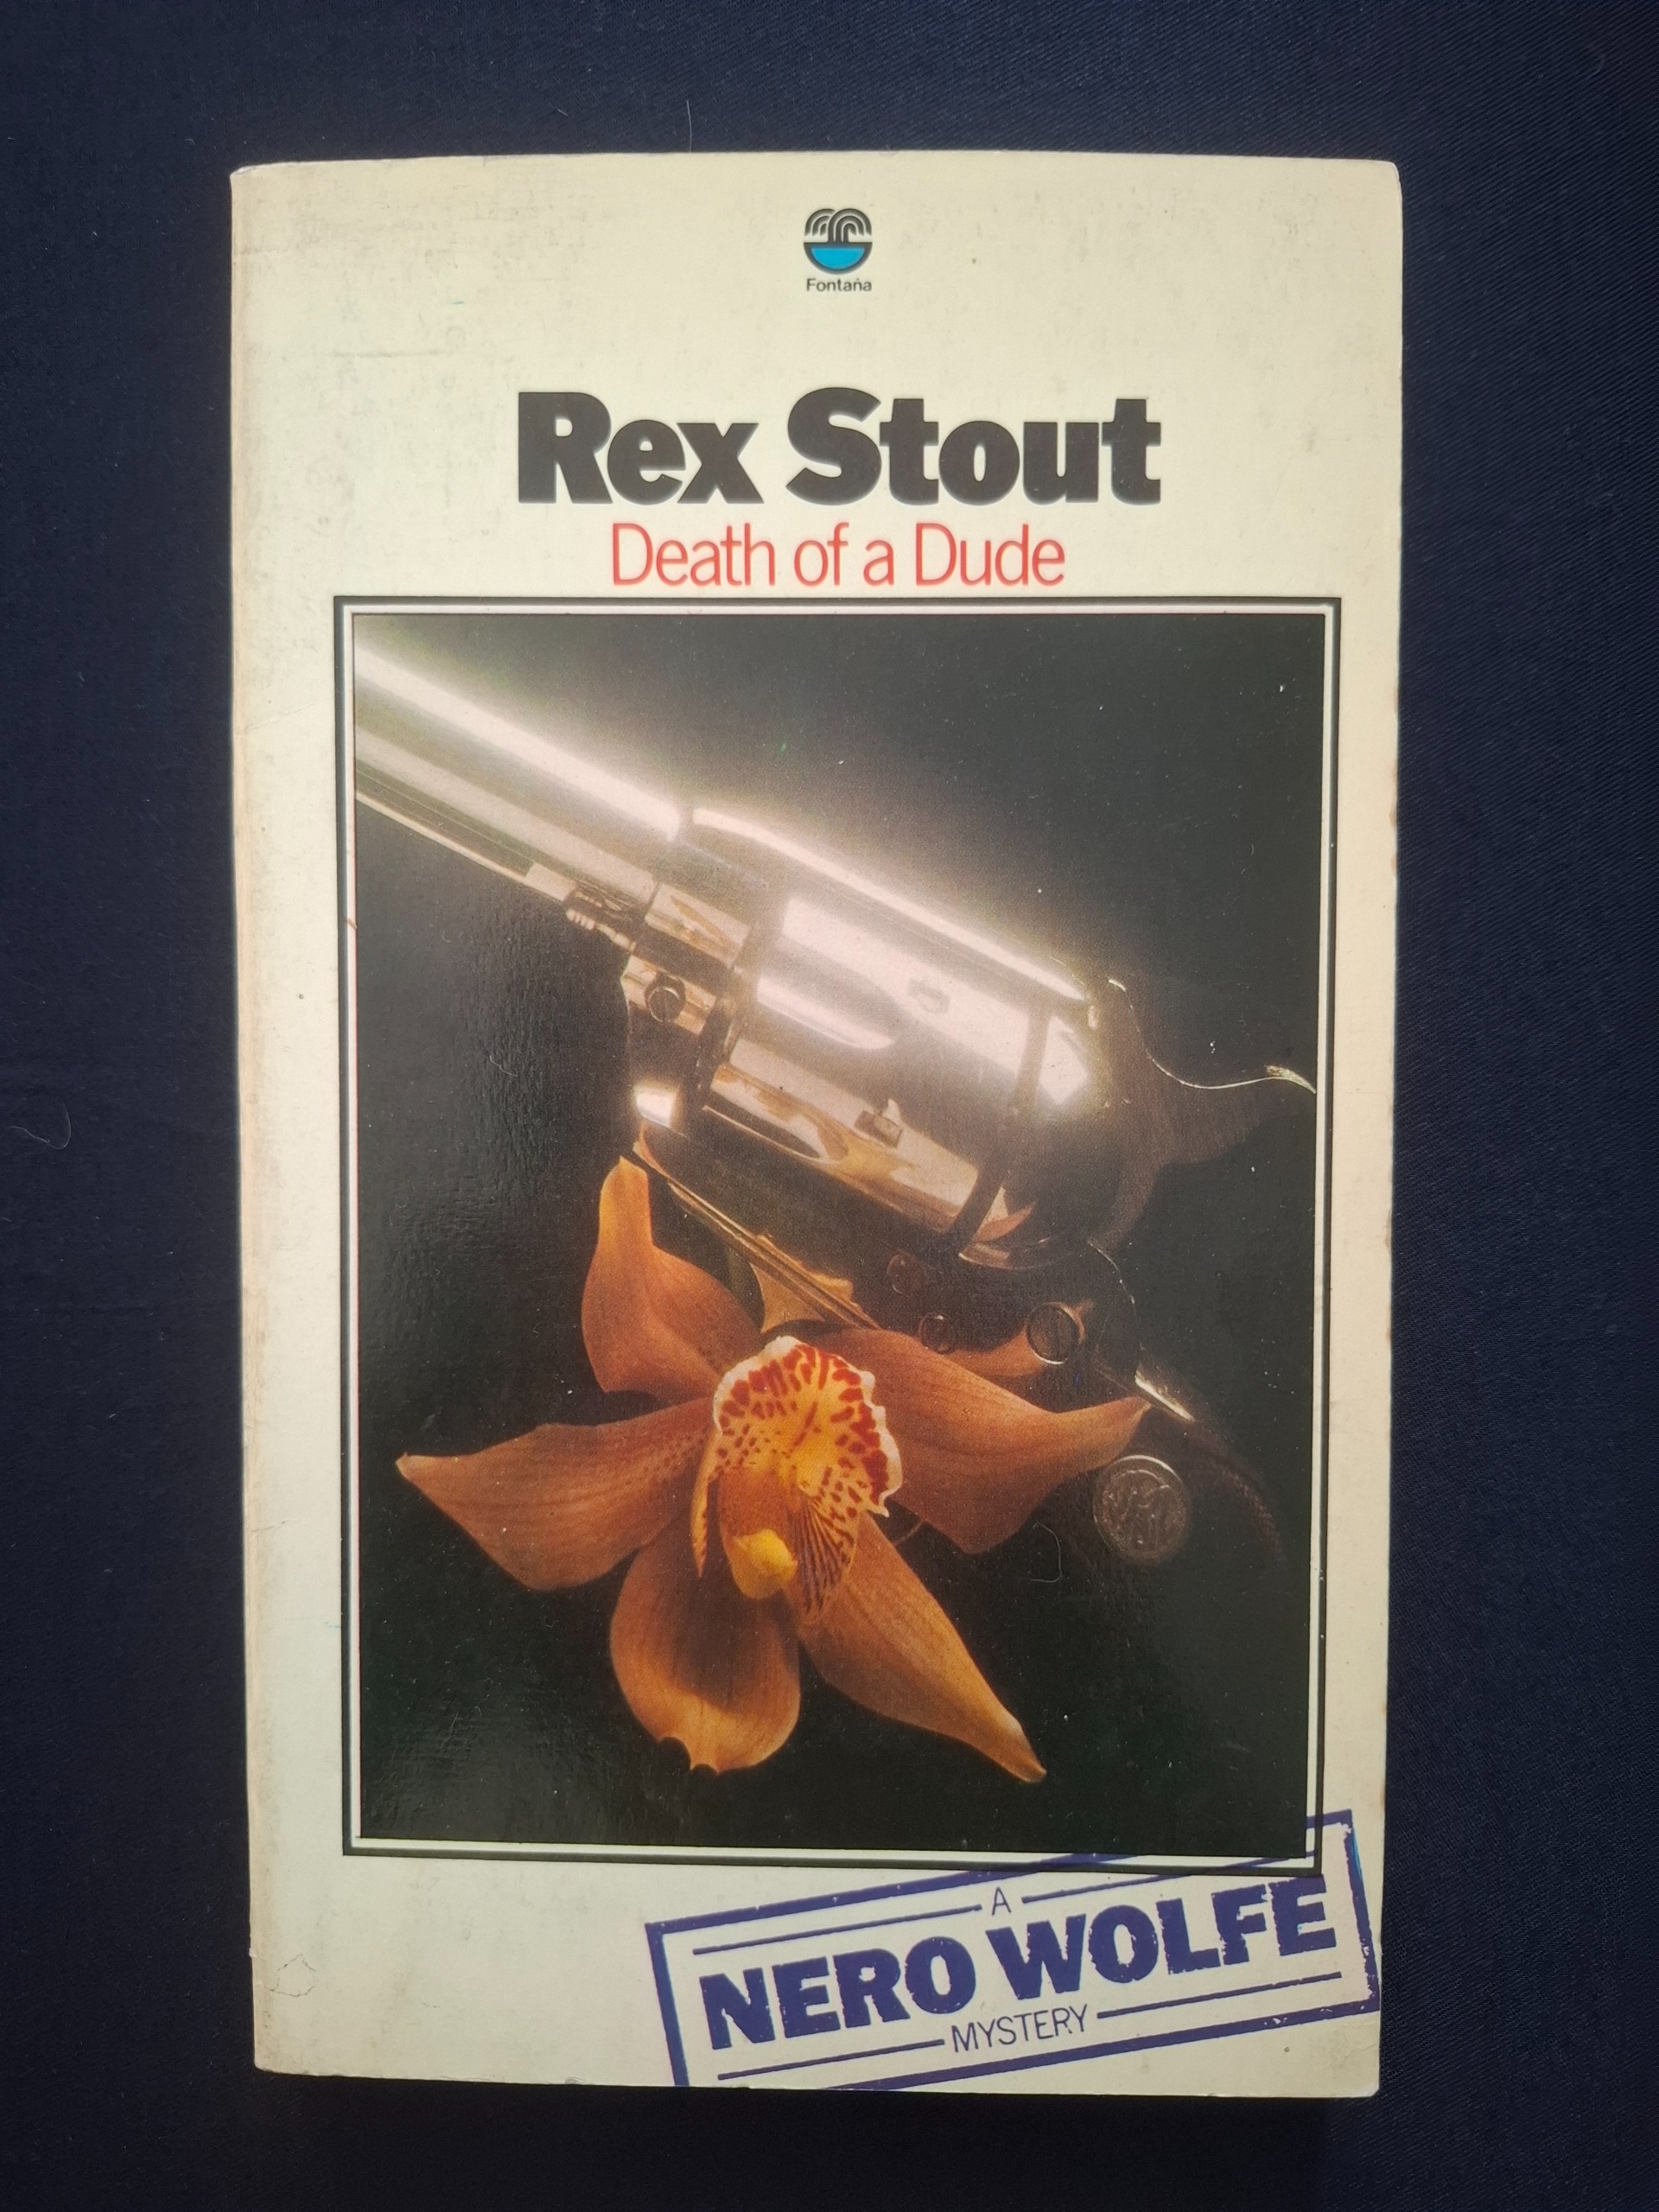 Fontana
Rex Stout
Death of a Dude
A
NERO WOLFE
MYSTERY